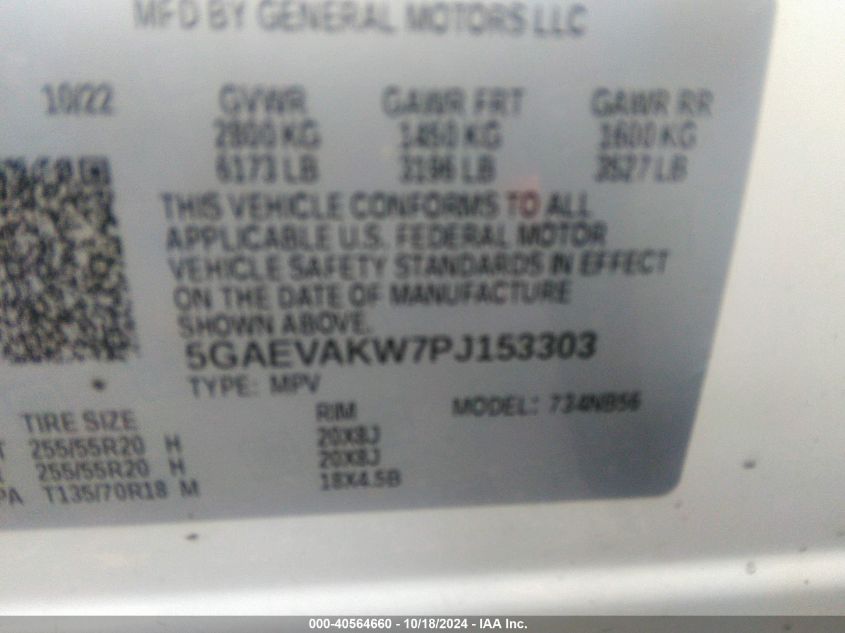 MFD BY GENERAL MOTORS LLC
10/22 GVWR GAWR FRT GAWR RR
2800 KG 1450 KG 1600 KG
6173 LB 3196 LB 3527 LB
THIS VEHICLE CONFORMS TO ALL
APPLICABLE U.S. FEDERAL MOTOR
VEHICLE SAFETY STANDARDS IN EFFECT
ON THE DATE OF MANUFACTURE
SHOWN ABOVE.
5GAEVAKW7PJ153303
TYPE: MPV MODEL: 734NB56
TIRE SIZE RIM
T 255/55R20 H 20X8J
R 255/55R20 H 20X8J
PA T135/70R18 M 18X4.5B
000-40564660 - 10/18/2024 - IAA Inc.